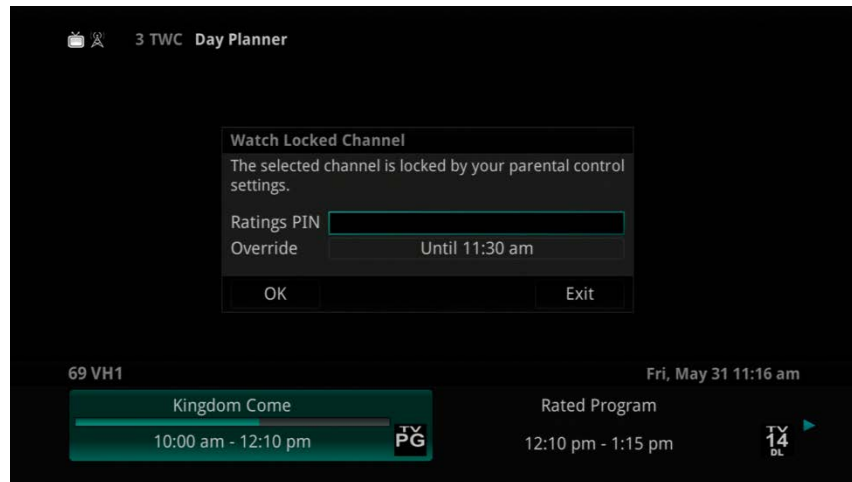 3 TWC Day Planner
Watch Locked Channel
The selected channel is locked by your parental control
settings.
Ratings PIN
Override Until 11:30 am
OK Exit
69 VH1 Fri, May 31 11:16 am
Kingdom Come Rated Program
10:00 am - 12:10 pm TV PG 12:10 pm - 1:15 pm TV 14 DL